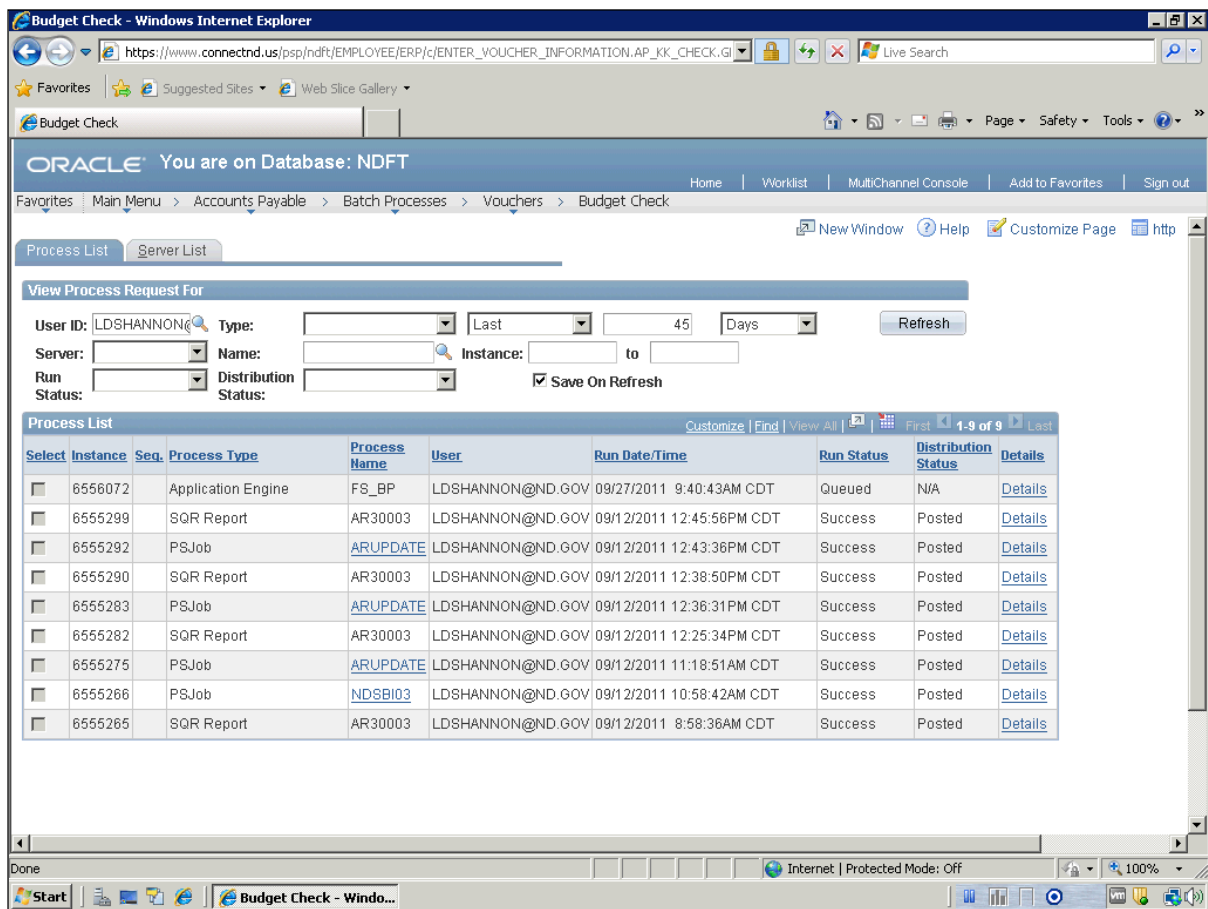 Budget Check - Windows Internet Explorer
https://www.connectnd.us/psp/ndft/EMPLOYEE/ERP/c/ENTER_VOUCHER_INFORMATION.AP_KK_CHECK.GI
Live Search
Favorites Suggested Sites Web Slice Gallery
Budget Check Page Safety Tools
ORACLE You are on Database: NDFT
Home | Worklist | MultiChannel Console | Add to Favorites | Sign out
Favorites Main Menu > Accounts Payable > Batch Processes > Vouchers > Budget Check
New Window Help Customize Page http
Process List Server List
View Process Request For
User ID: LDSHANNON@ Type: Last 45 Days Refresh
Server: Name: Instance: to
Run Status: Distribution Status: Save On Refresh
Process List Customize | Find | View All | First 1-9 of 9 Last
Select Instance Seq. Process Type Process Name User Run Date/Time Run Status Distribution Status Details
6556072 Application Engine FS_BP LDSHANNON@ND.GOV 09/27/2011 9:40:43AM CDT Queued N/A Details
6555299 SQR Report AR30003 LDSHANNON@ND.GOV 09/12/2011 12:45:56PM CDT Success Posted Details
6555292 PSJob ARUPDATE LDSHANNON@ND.GOV 09/12/2011 12:43:36PM CDT Success Posted Details
6555290 SQR Report AR30003 LDSHANNON@ND.GOV 09/12/2011 12:38:50PM CDT Success Posted Details
6555283 PSJob ARUPDATE LDSHANNON@ND.GOV 09/12/2011 12:36:31PM CDT Success Posted Details
6555282 SQR Report AR30003 LDSHANNON@ND.GOV 09/12/2011 12:25:34PM CDT Success Posted Details
6555275 PSJob ARUPDATE LDSHANNON@ND.GOV 09/12/2011 11:18:51AM CDT Success Posted Details
6555266 PSJob NDSBI03 LDSHANNON@ND.GOV 09/12/2011 10:58:42AM CDT Success Posted Details
6555265 SQR Report AR30003 LDSHANNON@ND.GOV 09/12/2011 8:58:36AM CDT Success Posted Details
Done Internet | Protected Mode: Off 100%
Start Budget Check - Windo...